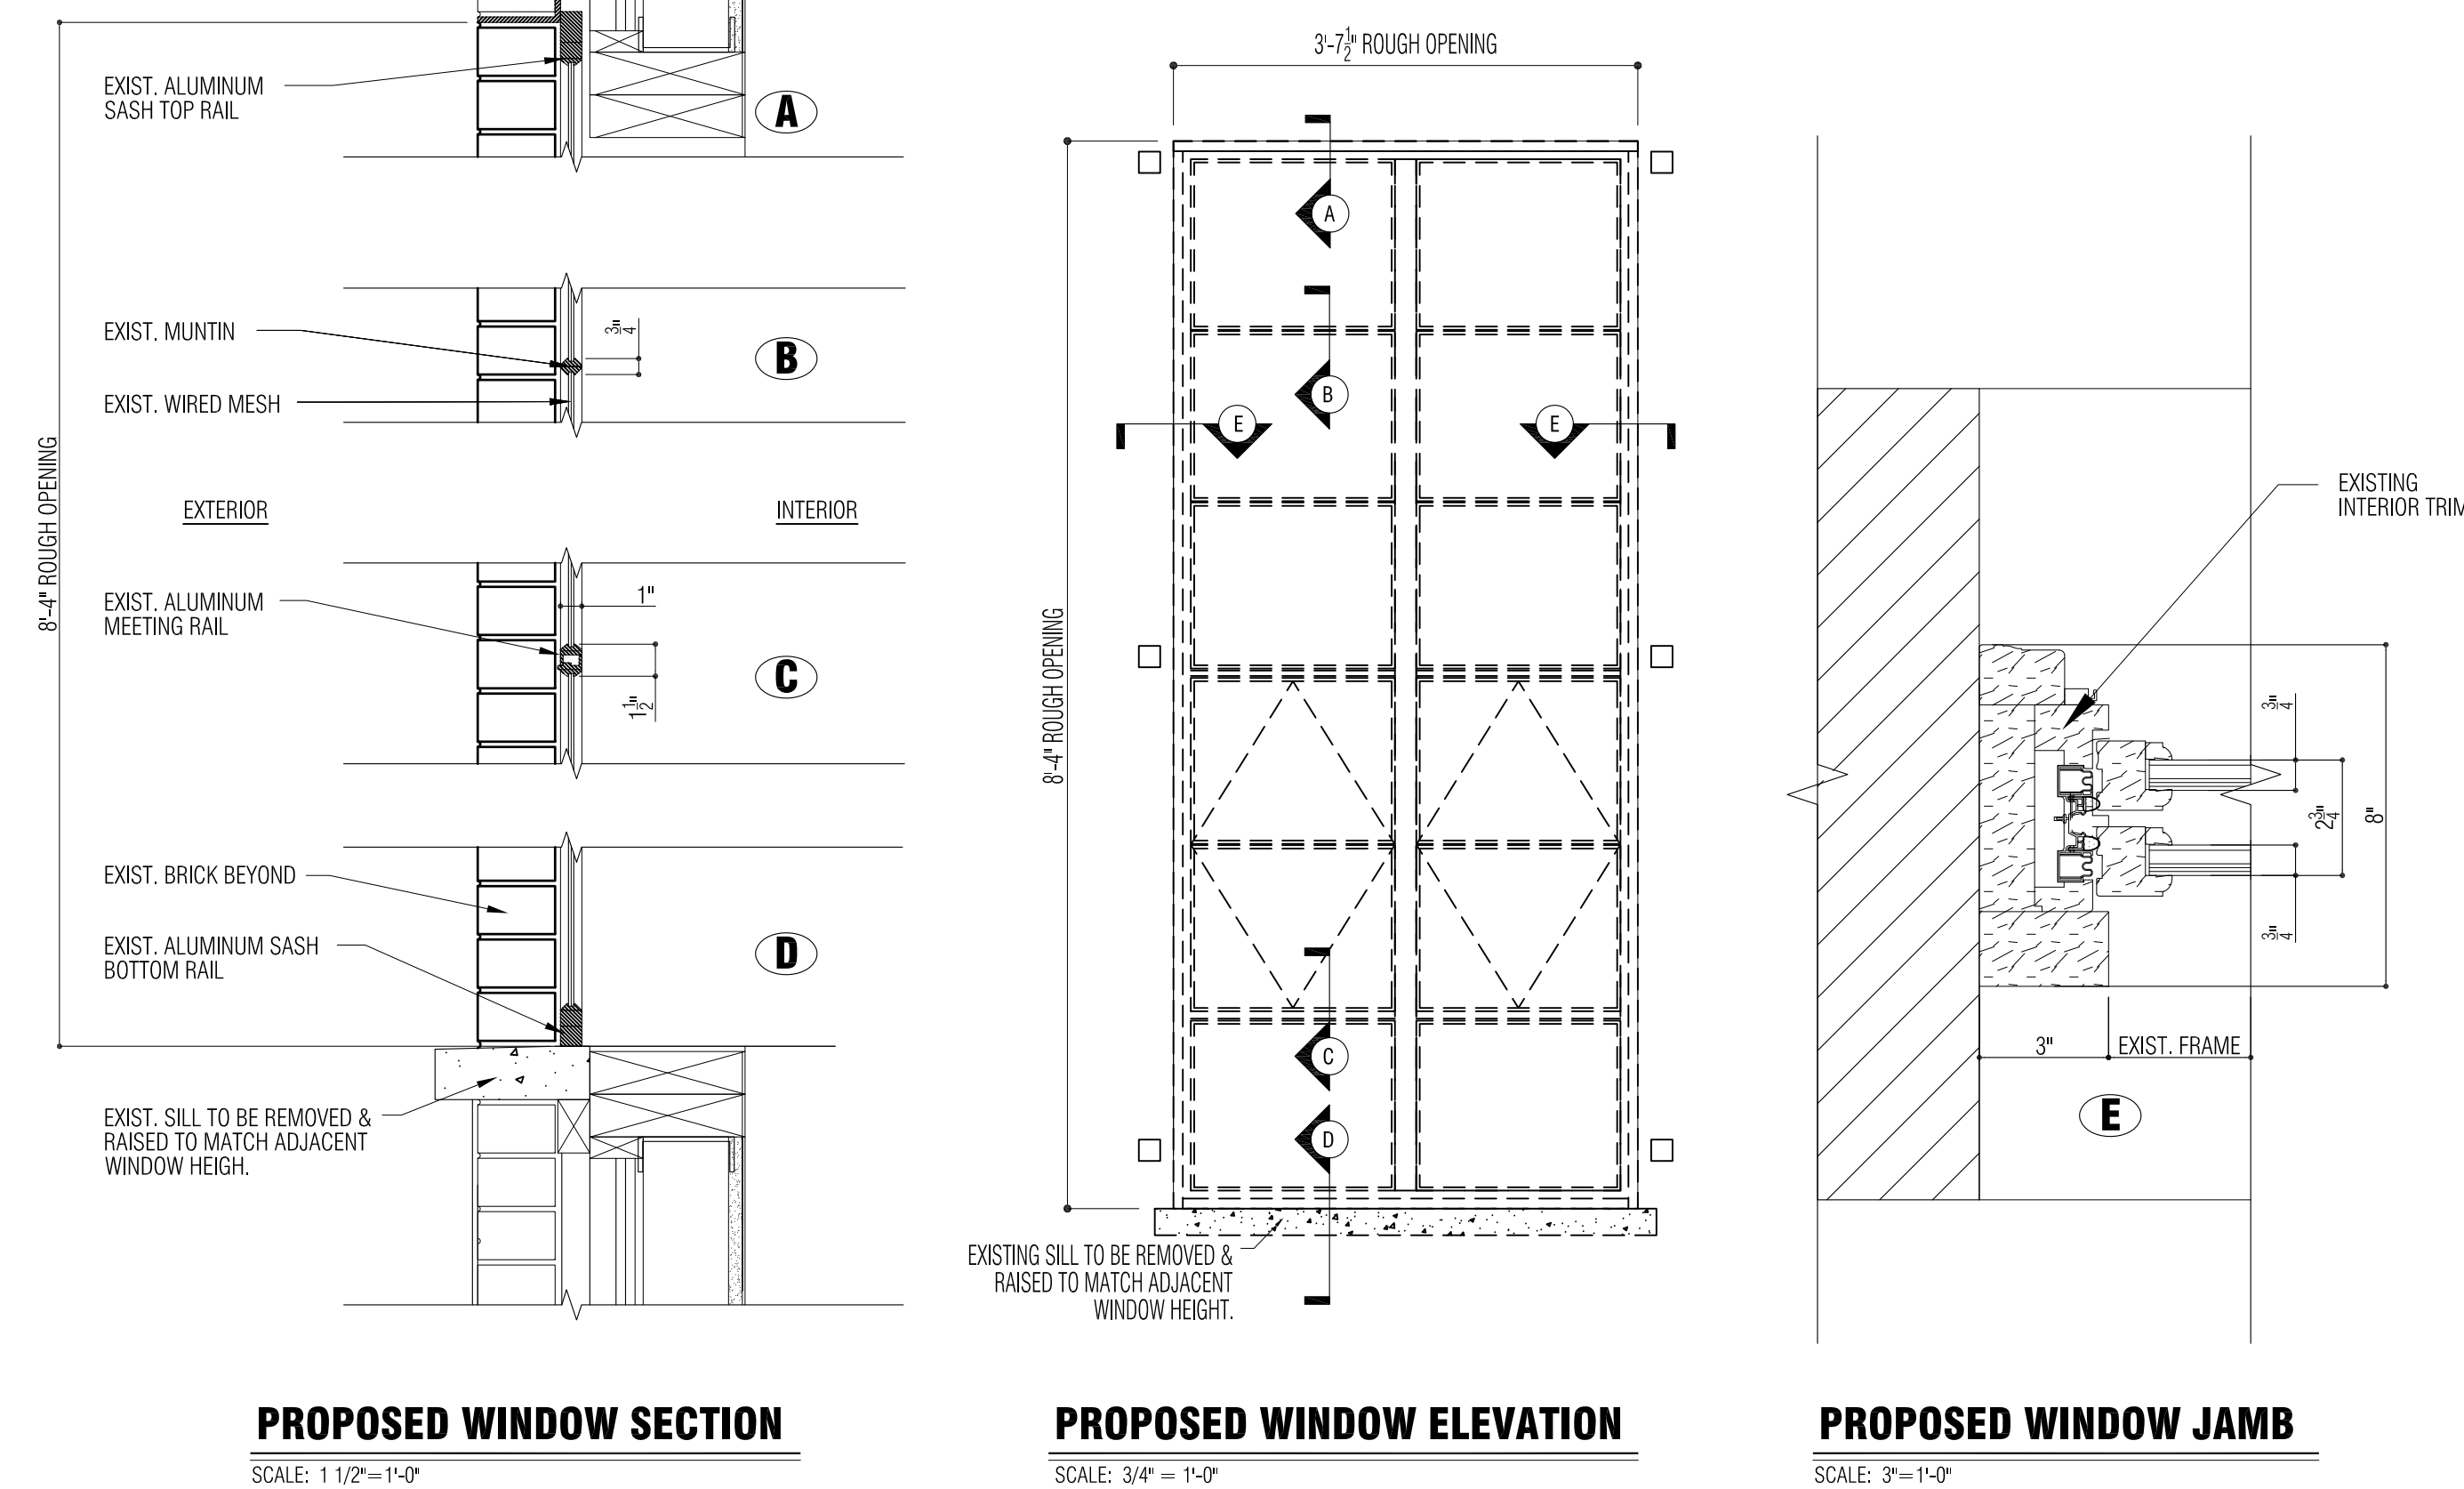 EXIST. ALUMINUM
SASH TOP RAIL
A
EXIST. MUNTIN
3/4"
B
EXIST. WIRED MESH
8'-4" ROUGH OPENING
EXTERIOR
INTERIOR
EXIST. ALUMINUM
MEETING RAIL
1"
1 1/2"
C
EXIST. BRICK BEYOND
EXIST. ALUMINUM SASH
BOTTOM RAIL
D
EXIST. SILL TO BE REMOVED &
RAISED TO MATCH ADJACENT
WINDOW HEIGH.
PROPOSED WINDOW SECTION
SCALE: 1 1/2"=1'-0"
3'-7 1/2" ROUGH OPENING
A
B
E
E
8'-4" ROUGH OPENING
C
D
EXISTING SILL TO BE REMOVED &
RAISED TO MATCH ADJACENT
WINDOW HEIGHT.
PROPOSED WINDOW ELEVATION
SCALE: 3/4" = 1'-0"
EXISTING
INTERIOR TRIM
3/4"
2 3/4"
8"
3/4"
3"
EXIST. FRAME
E
PROPOSED WINDOW JAMB
SCALE: 3"=1'-0"